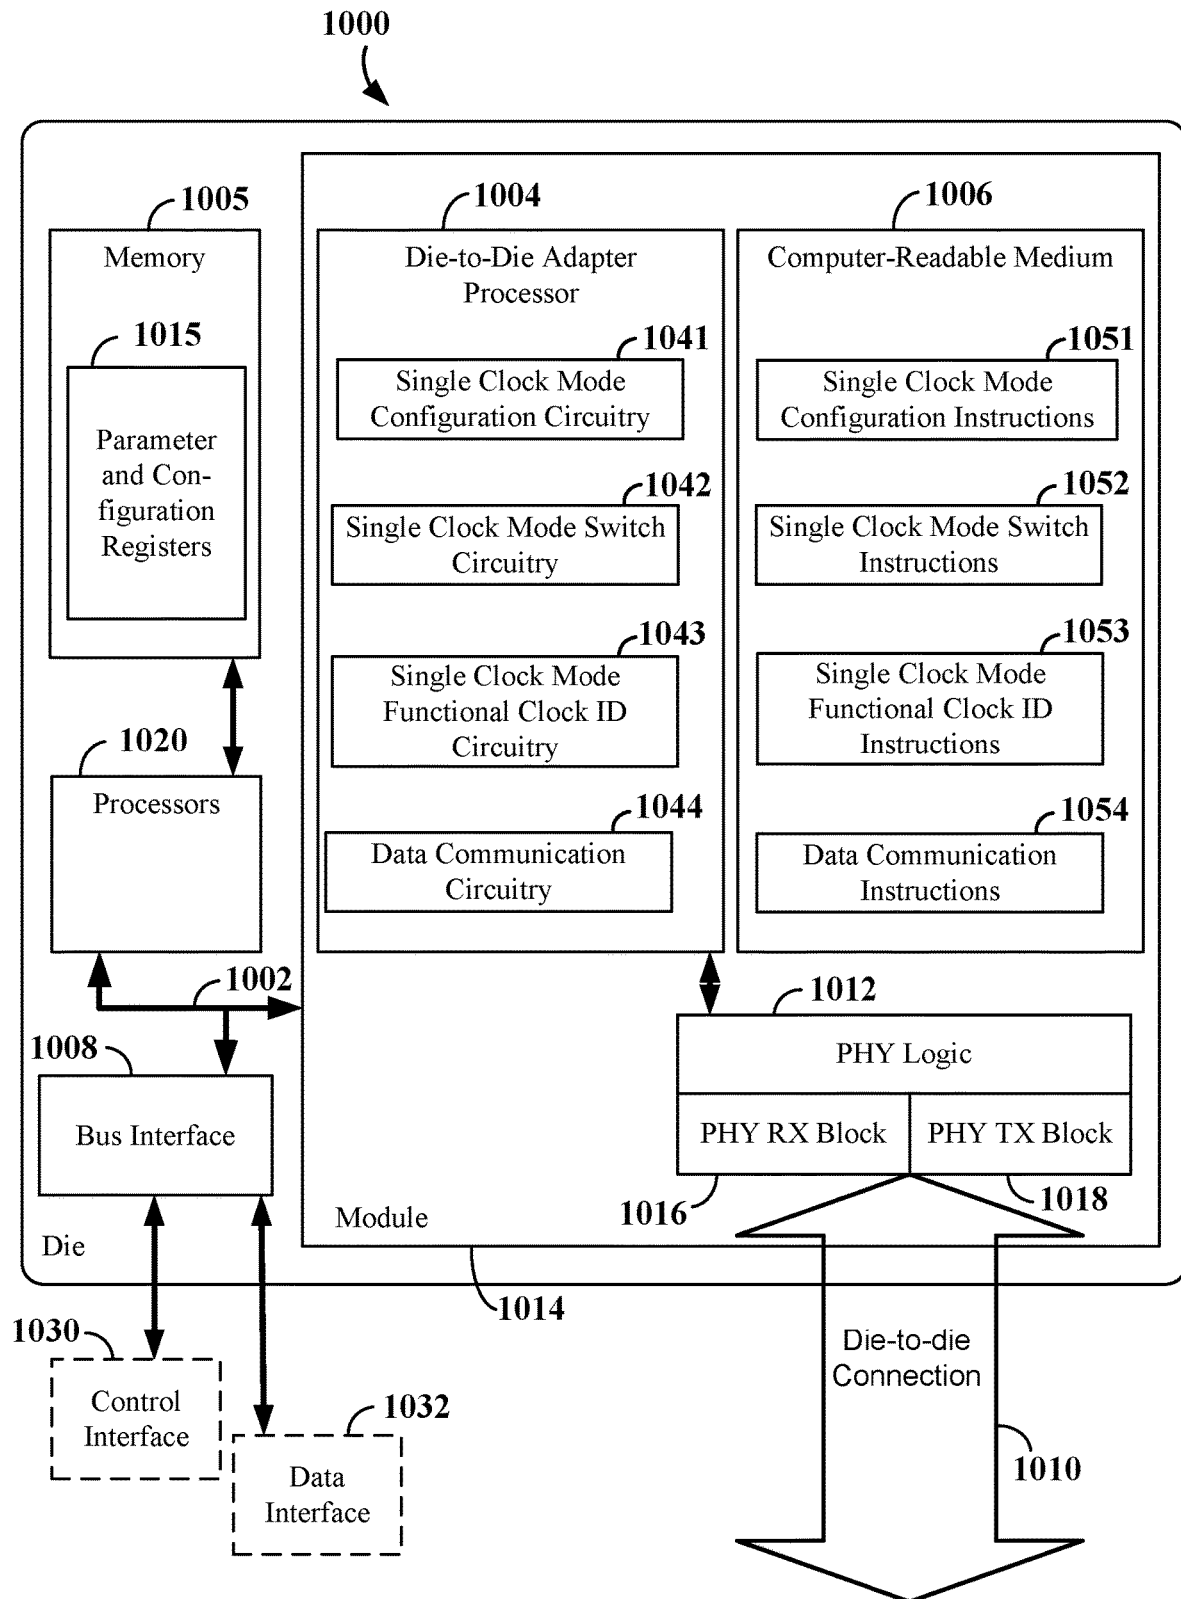 1000
1005
Memory
1015
Parameter
and Con-
figuration
Registers
1020
Processors
1002
1008
Bus Interface
Die
1004
Die-to-Die Adapter
Processor
1041
Single Clock Mode
Configuration Circuitry
1042
Single Clock Mode Switch
Circuitry
1043
Single Clock Mode
Functional Clock ID
Circuitry
1044
Data Communication
Circuitry
1006
Computer-Readable Medium
1051
Single Clock Mode
Configuration Instructions
1052
Single Clock Mode Switch
Instructions
1053
Single Clock Mode
Functional Clock ID
Instructions
1054
Data Communication
Instructions
1012
PHY Logic
PHY RX Block
PHY TX Block
1016
1018
Module
1014
1030
Control
Interface
1032
Data
Interface
Die-to-die
Connection
1010